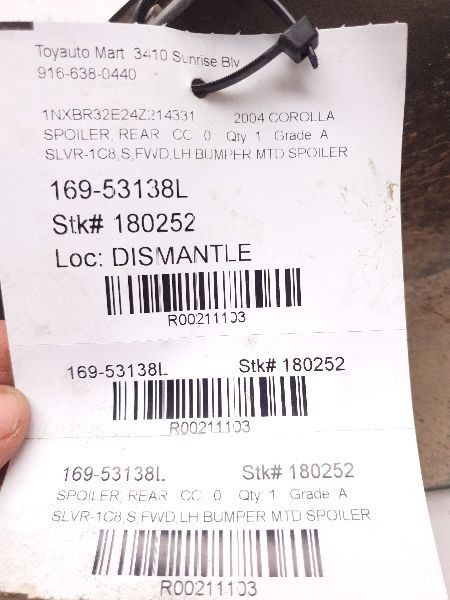 Toyauto Mart 3410 Sunrise Blv
916-638-0440
1NXBR32E24Z214331 2004 COROLLA
SPOILER, REAR CC 0 Qty 1 Grade A
SLVR-1C8,S,FWD,LH BUMPER MTD SPOILER
169-53138L
Stk# 180252
Loc: DISMANTLE
R00211103
169-53138L Stk# 180252
R00211103
169-53138L Stk# 180252
SPOILER, REAR CC 0 Qty 1 Grade A
SLVR-1C8,S,FWD,LH BUMPER MTD SPOILER
R00211103